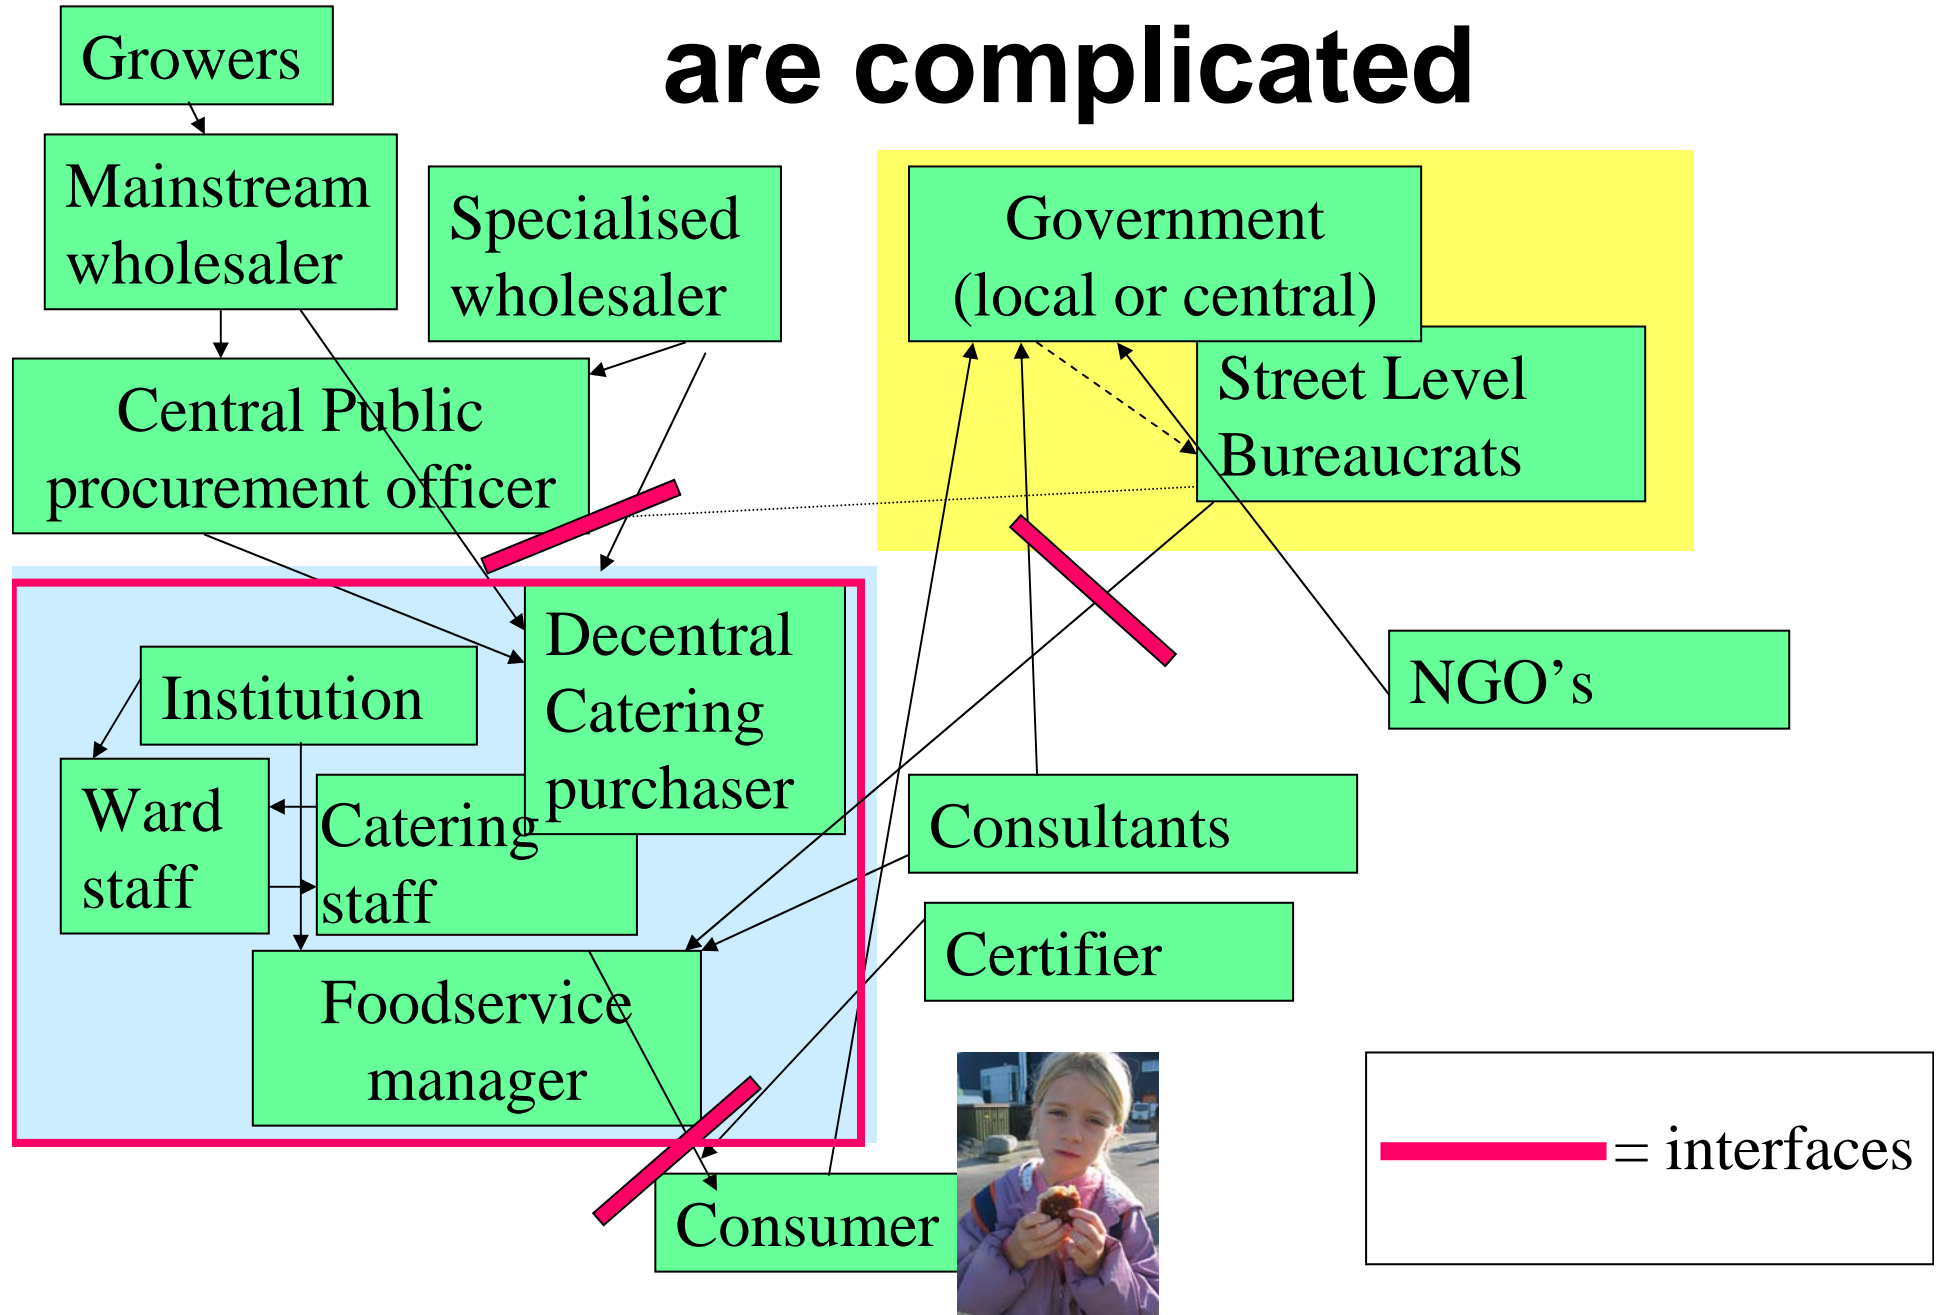 are complicated
Growers
Mainstream
wholesaler
Specialised
wholesaler
Government
(local or central)
Street Level
Bureaucrats
Central Public
procurement officer
Decentral
Catering
purchaser
Institution
NGO’s
Ward
staff
Catering
staff
Consultants
Certifier
Foodservice
manager
Consumer
= interfaces